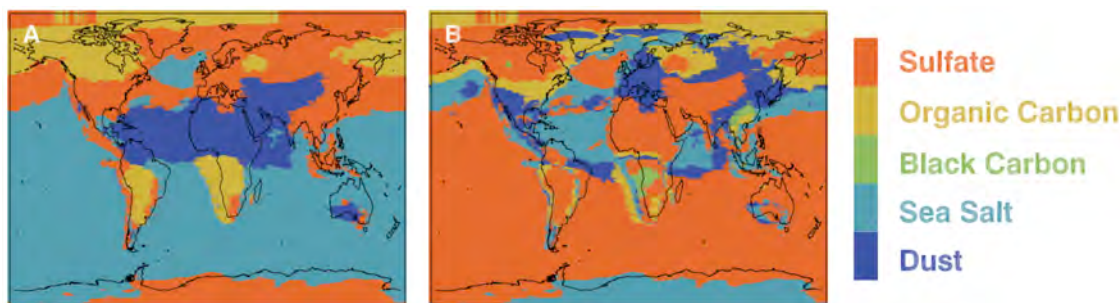 A
B
Sulfate
Organic Carbon
Black Carbon
Sea Salt
Dust